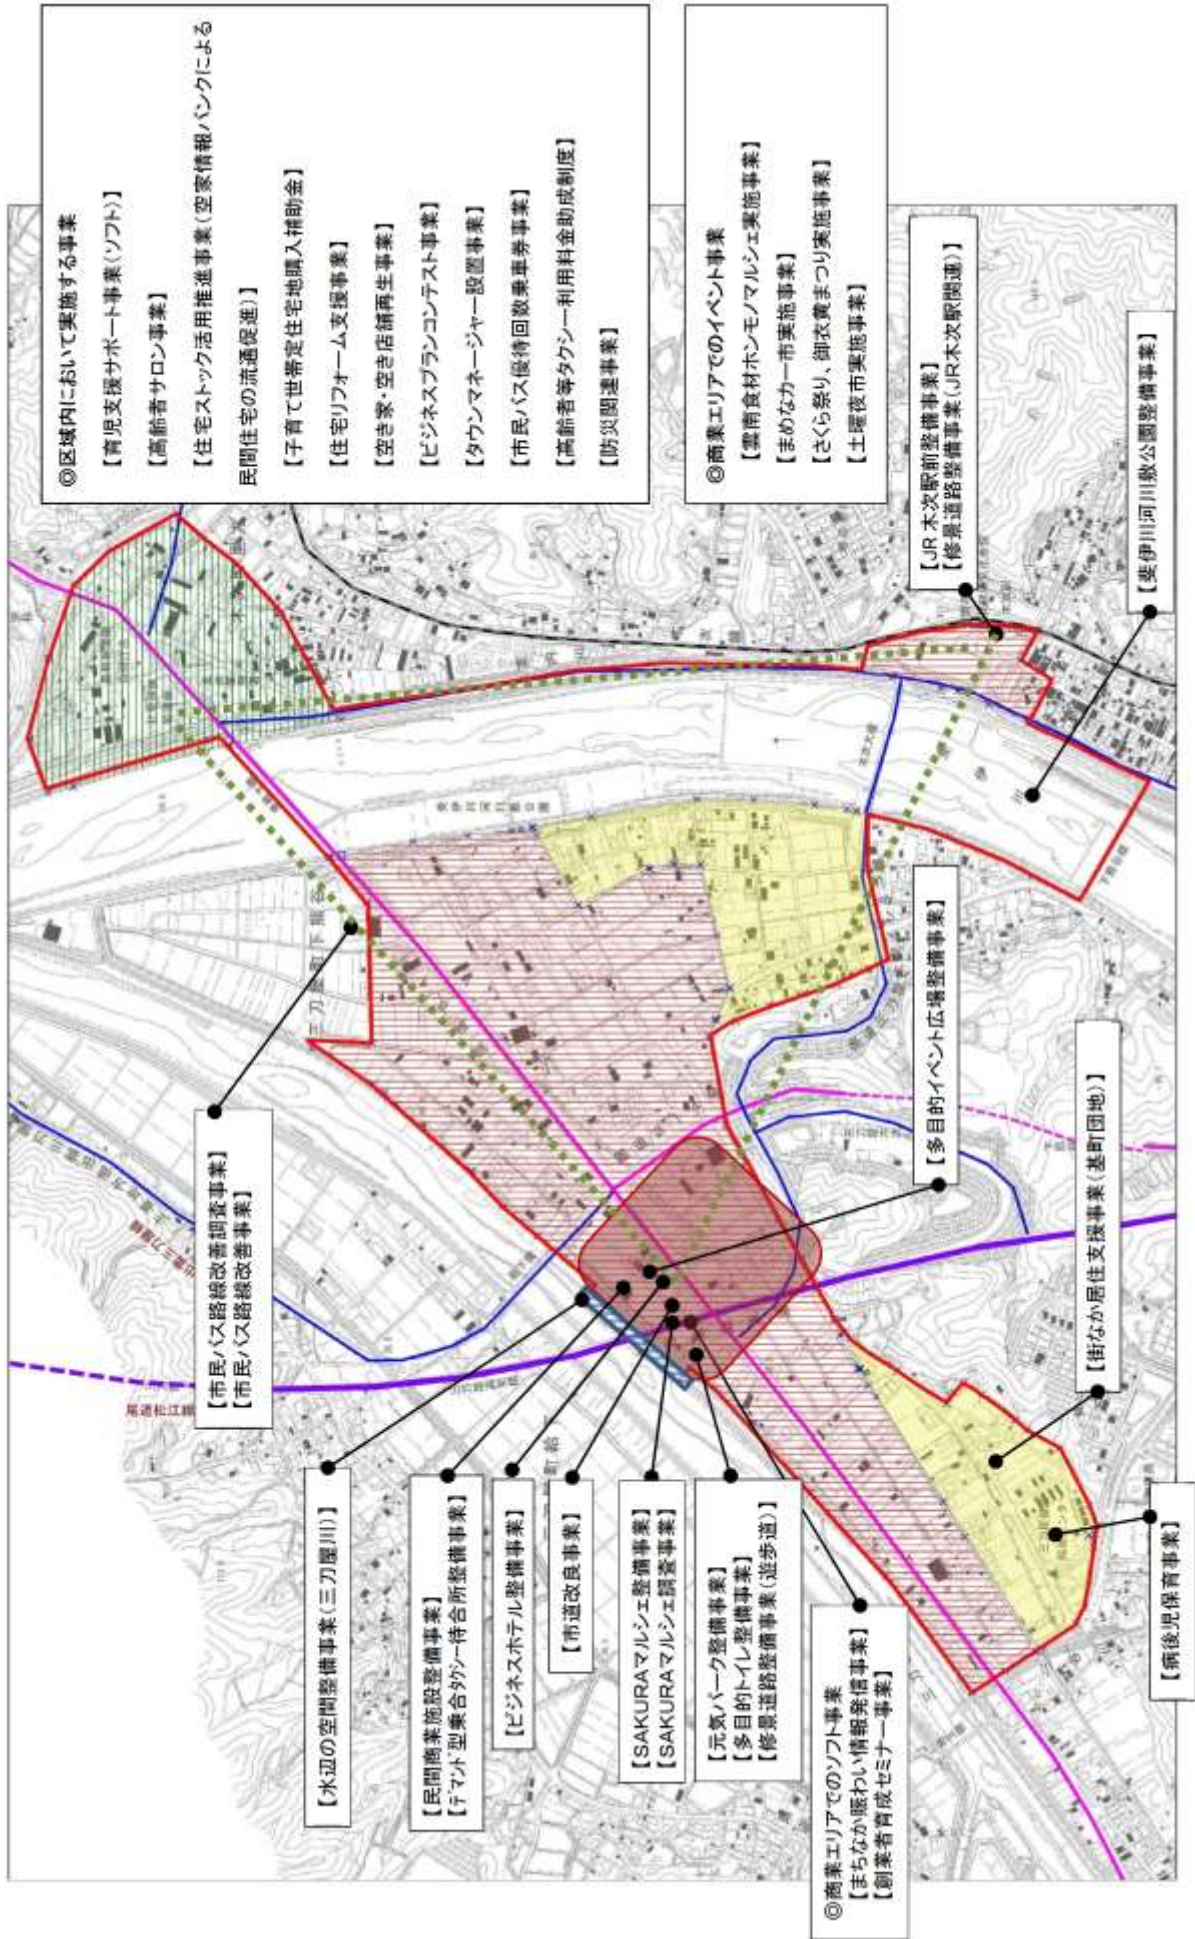 ◎区域内において実施する事業
【育児支援サポート事業(ソフト)】
【高齢者サロン事業】
【住宅ストック活用推進事業(空家情報バンクによる
民間住宅の流通促進)】
【子育て世帯定住宅地購入補助金】
【住宅リフォーム支援事業】
【空き家・空き店舗再生事業】
【ビジネスプランコンテスト事業】
【タウンマネージャー設置事業】
【市民バス優待回数乗車券事業】
【高齢者等タクシー利用料金助成制度】
【防災関連事業】
◎商業エリアでのイベント事業
【雲南食材ホンモノマルシェ実施事業】
【まめなカー市実施事業】
【さくら祭り、御衣黄まつり実施事業】
【土曜夜市実施事業】
【JR木次駅前整備事業】
【修景道路整備事業(JR木次駅関連)】
【斐伊川河川敷公園整備事業】
【市民バス路線改善調査事業】
【市民バス路線改善事業】
【多目的イベント広場整備事業】
【街なか居住支援事業(基町団地)】
【病後児保育事業】
【水辺の空間整備事業(三刀屋川)】
【民間商業施設整備事業】
【デマンド型乗合タクシー待合所整備事業】
【ビジネスホテル整備事業】
【市道改良事業】
【SAKURAマルシェ整備事業】
【SAKURAマルシェ調査事業】
【元気パーク整備事業】
【多目的トイレ整備事業】
【修景道路整備事業(遊歩道)】
◎商業エリアでのソフト事業
【まちなか賑わい情報発信事業】
【創業者育成セミナー事業】
尾道松江線
三刀屋町下熊谷
斐伊川河川敷公園